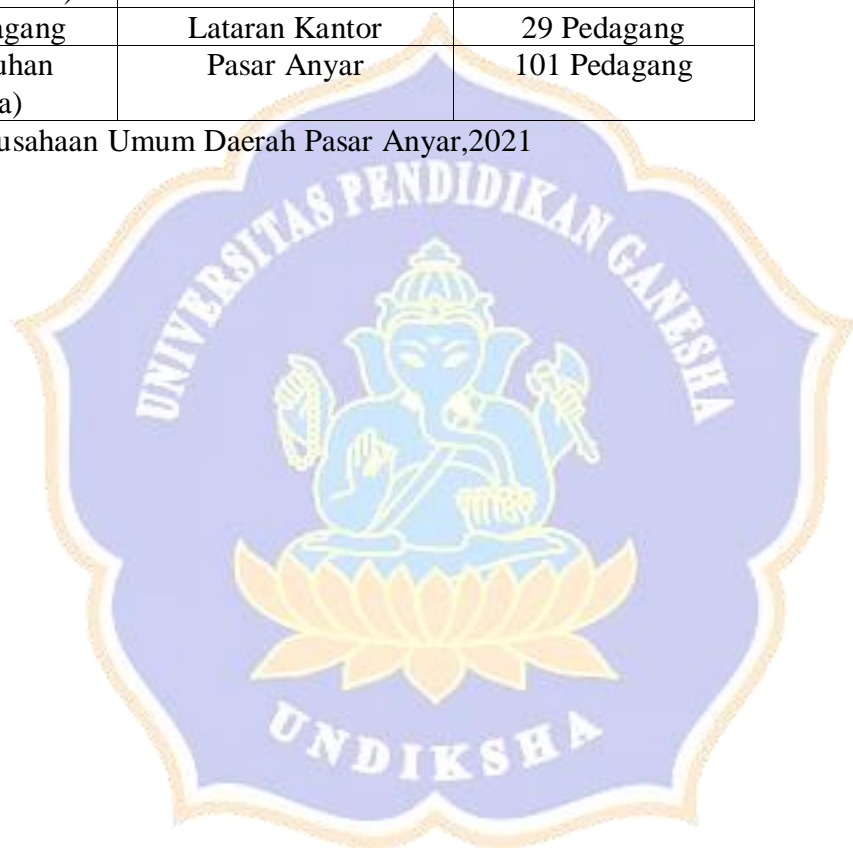 )
agang Lataran Kantor 29 Pedagang
uhan Pasar Anyar 101 Pedagang
a)
usahaan Umum Daerah Pasar Anyar,2021
UNIVERSITAS PENDIDIKAN GANESHA
UNDIKSHA